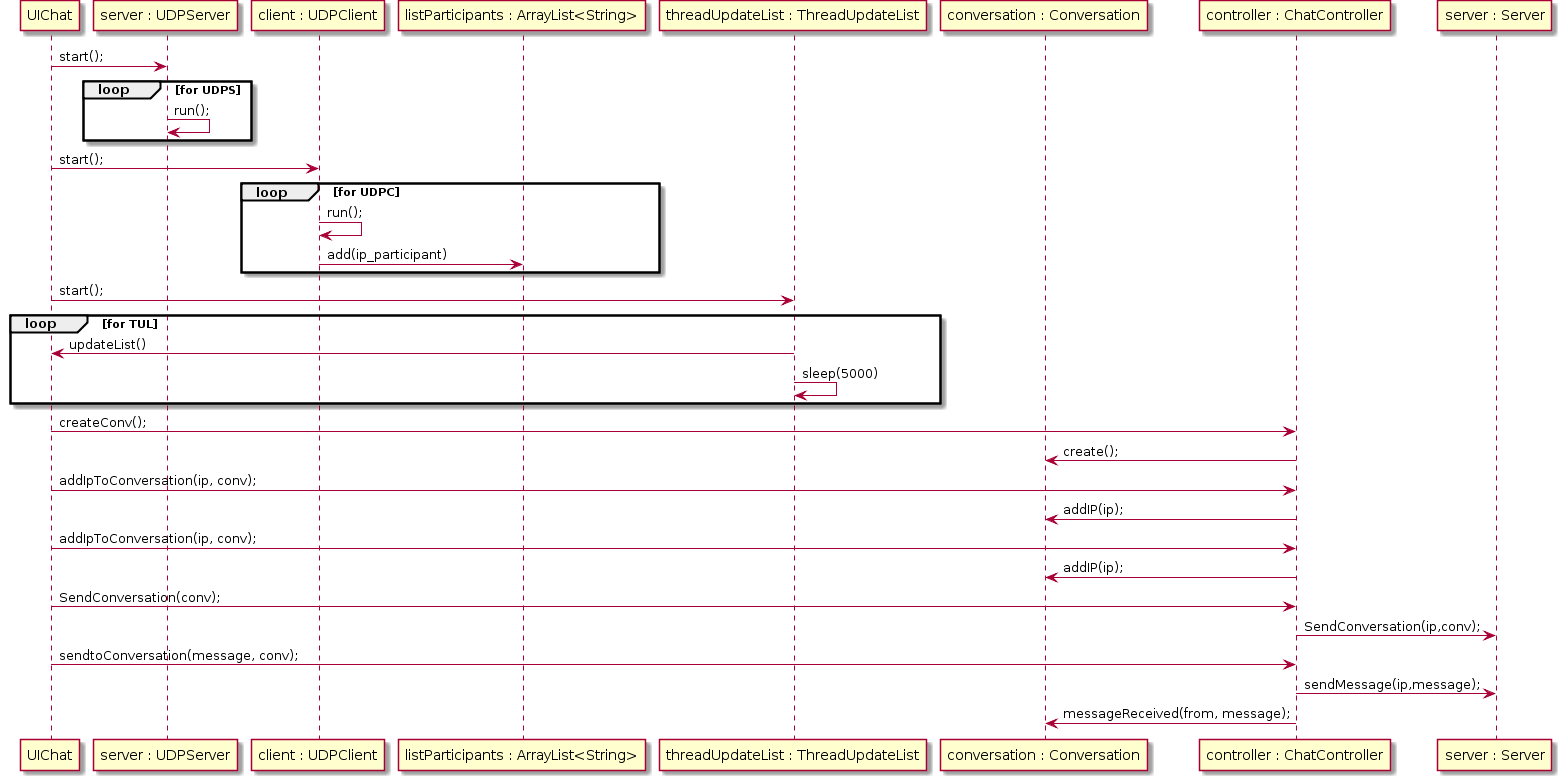 UIChat
server : UDPServer
client : UDPClient
listParticipants : ArrayList<String>
threadUpdateList : ThreadUpdateList
conversation : Conversation
controller : ChatController
server : Server
start();
loop
[for UDPS]
run();
start();
loop
[for UDPC]
run();
add(ip_participant)
start();
loop
[for TUL]
updateList()
sleep(5000)
createConv();
create();
addIpToConversation(ip, conv);
addIP(ip);
addIpToConversation(ip, conv);
addIP(ip);
SendConversation(conv);
SendConversation(ip,conv);
sendtoConversation(message, conv);
sendMessage(ip,message);
messageReceived(from, message);
UIChat
server : UDPServer
client : UDPClient
listParticipants : ArrayList<String>
threadUpdateList : ThreadUpdateList
conversation : Conversation
controller : ChatController
server : Server